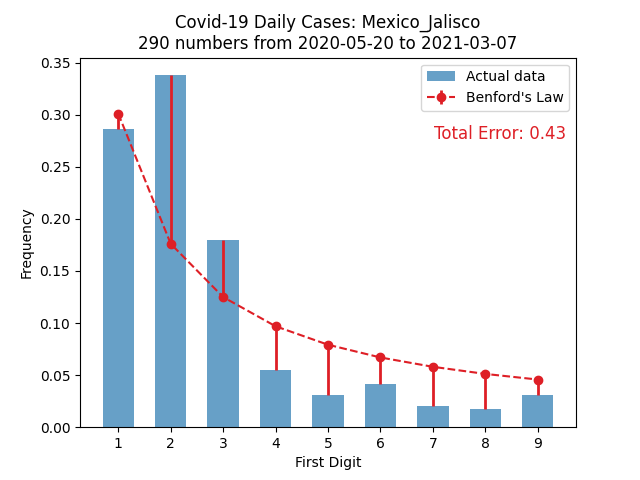 Covid-19 Daily Cases: Mexico_Jalisco
290 numbers from 2020-05-20 to 2021-03-07
Actual data
Benford's Law
Total Error: 0.43
Frequency
0.35
0.30
0.25
0.20
0.15
0.10
0.05
0.00
1 2 3 4 5 6 7 8 9
First Digit